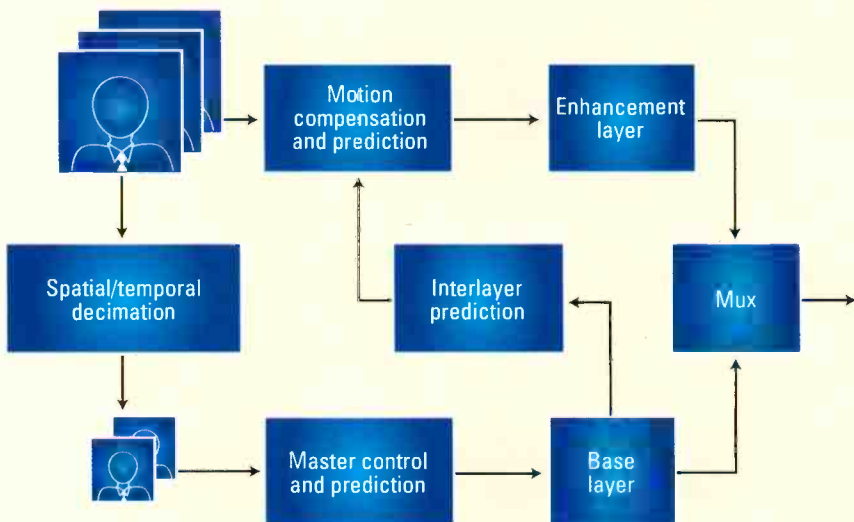 Motion
compensation
and prediction
Enhancement
layer
Spatial/temporal
decimation
Interlayer
prediction
Mux
Master control
and prediction
Base
layer